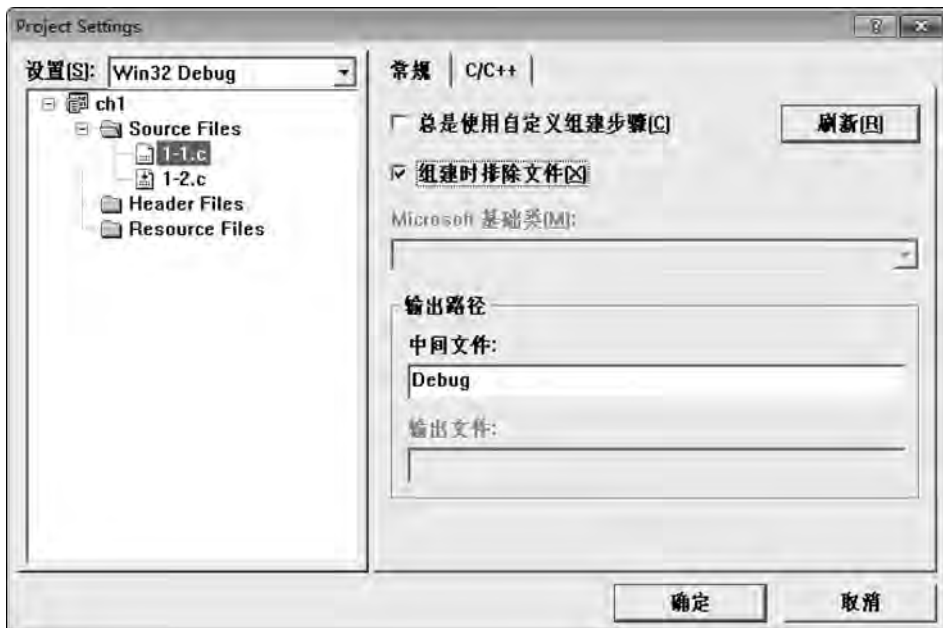 Project Settings
设置[S]: Win32 Debug
ch1
Source Files
1-1.c
1-2.c
Header Files
Resource Files
常规 C/C++
总是使用自定义组建步骤[C]
刷新[R]
组建时排除文件[X]
Microsoft 基础类[M]:
输出路径
中间文件:
Debug
输出文件:
确定 取消